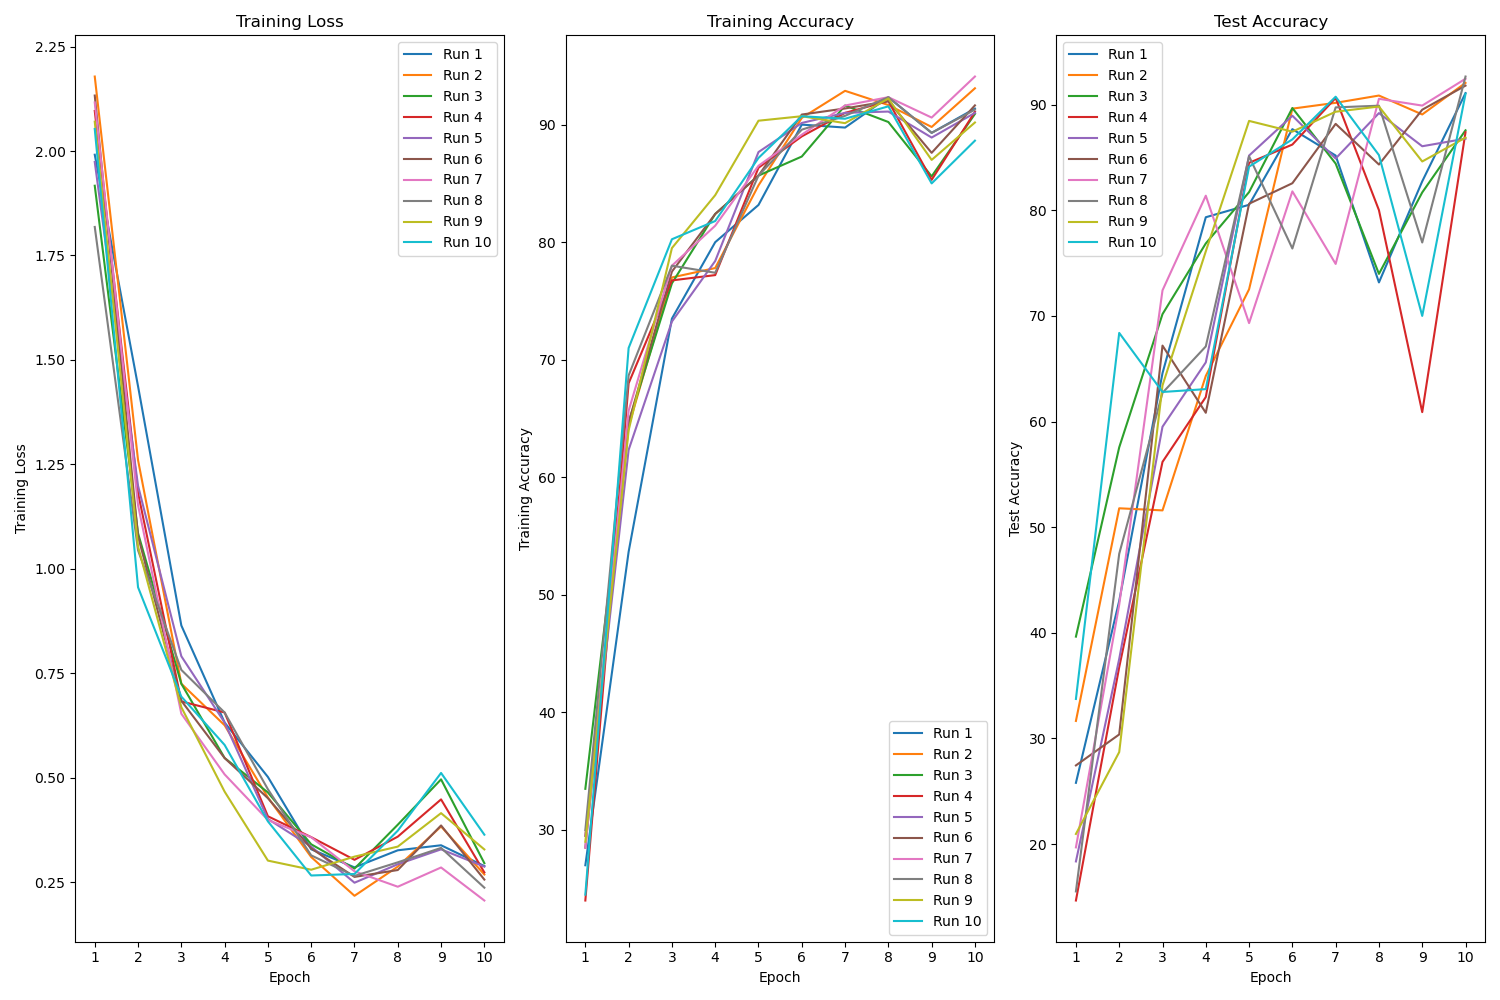 Training Loss
2.25
2.00
1.75
1.50
1.25
1.00
0.75
0.50
0.25
Training Loss
1 2 3 4 5 6 7 8 9 10
Epoch
Run 1
Run 2
Run 3
Run 4
Run 5
Run 6
Run 7
Run 8
Run 9
Run 10
Training Accuracy
90
80
70
60
50
40
30
Training Accuracy
1 2 3 4 5 6 7 8 9 10
Epoch
Run 1
Run 2
Run 3
Run 4
Run 5
Run 6
Run 7
Run 8
Run 9
Run 10
Test Accuracy
90
80
70
60
50
40
30
20
Test Accuracy
1 2 3 4 5 6 7 8 9 10
Epoch
Run 1
Run 2
Run 3
Run 4
Run 5
Run 6
Run 7
Run 8
Run 9
Run 10